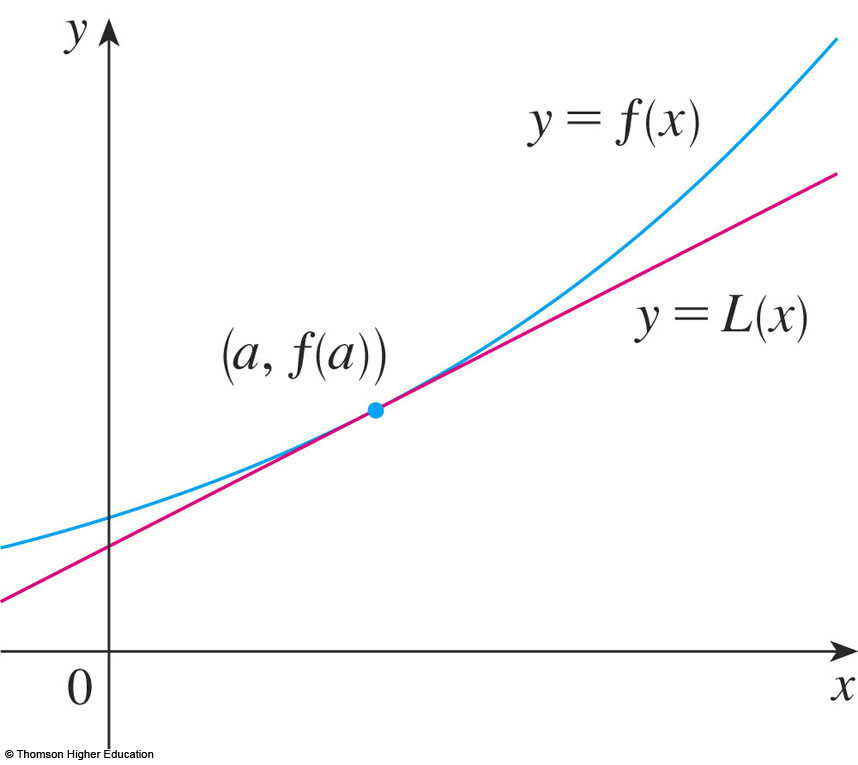 y
y = f(x)
y = L(x)
(a, f(a))
0
x
© Thomson Higher Education